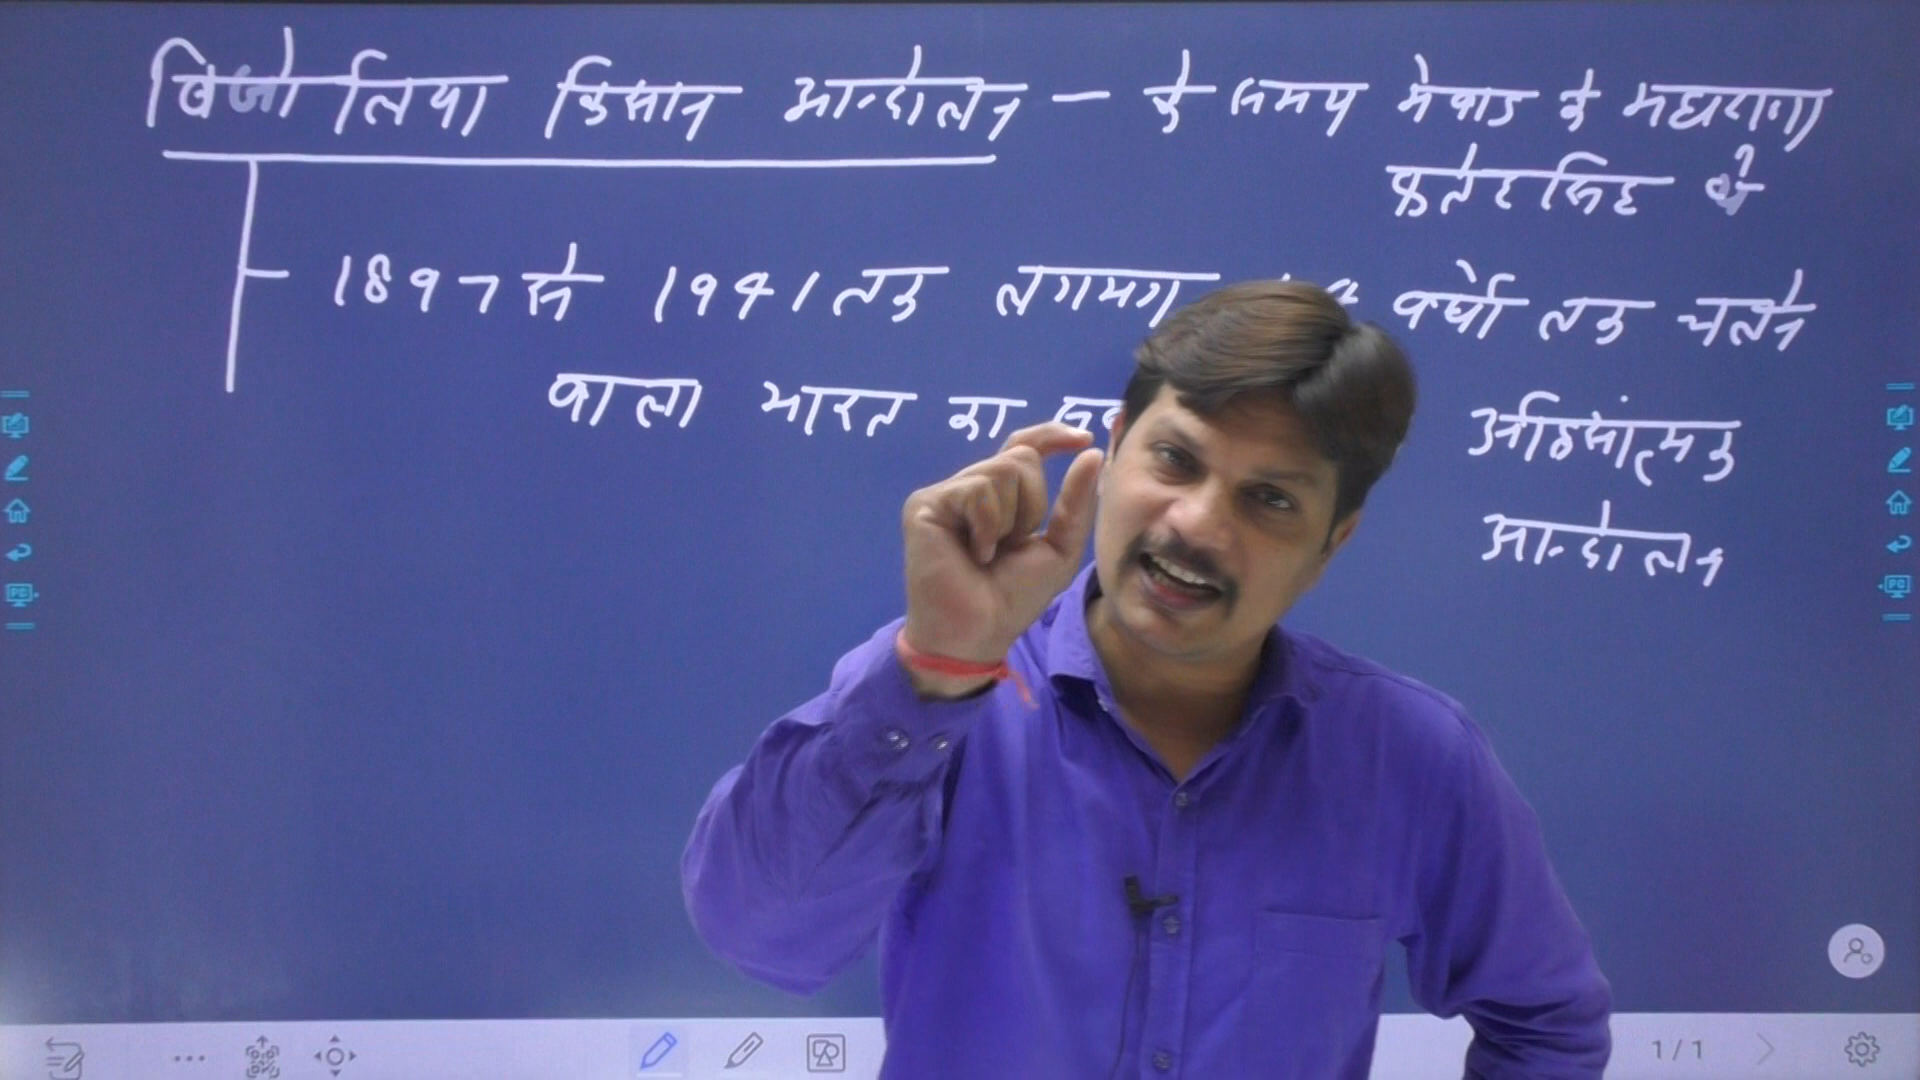 बिजोलिया किसान आन्दोलन - के समय मेवाड के महाराणा
फतेहसिंह थे
1897 से 1941 तक लगभग वर्षो तक चलने
वाला भारत का अहिंसात्मक
आन्दोलन
1/1